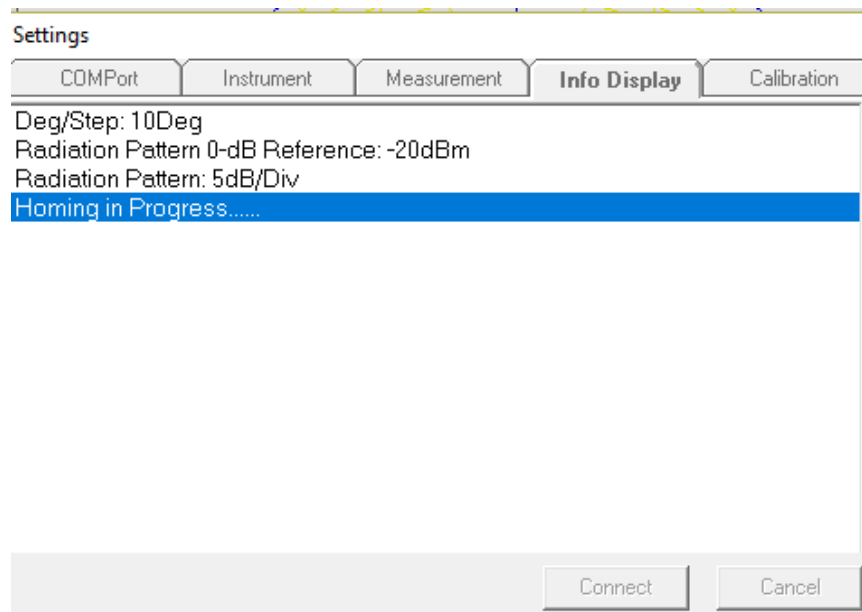 Settings
COMPort Instrument Measurement Info Display Calibration
Deg/Step: 10Deg
Radiation Pattern 0-dB Reference: -20dBm
Radiation Pattern: 5dB/Div
Homing in Progress......
Connect Cancel